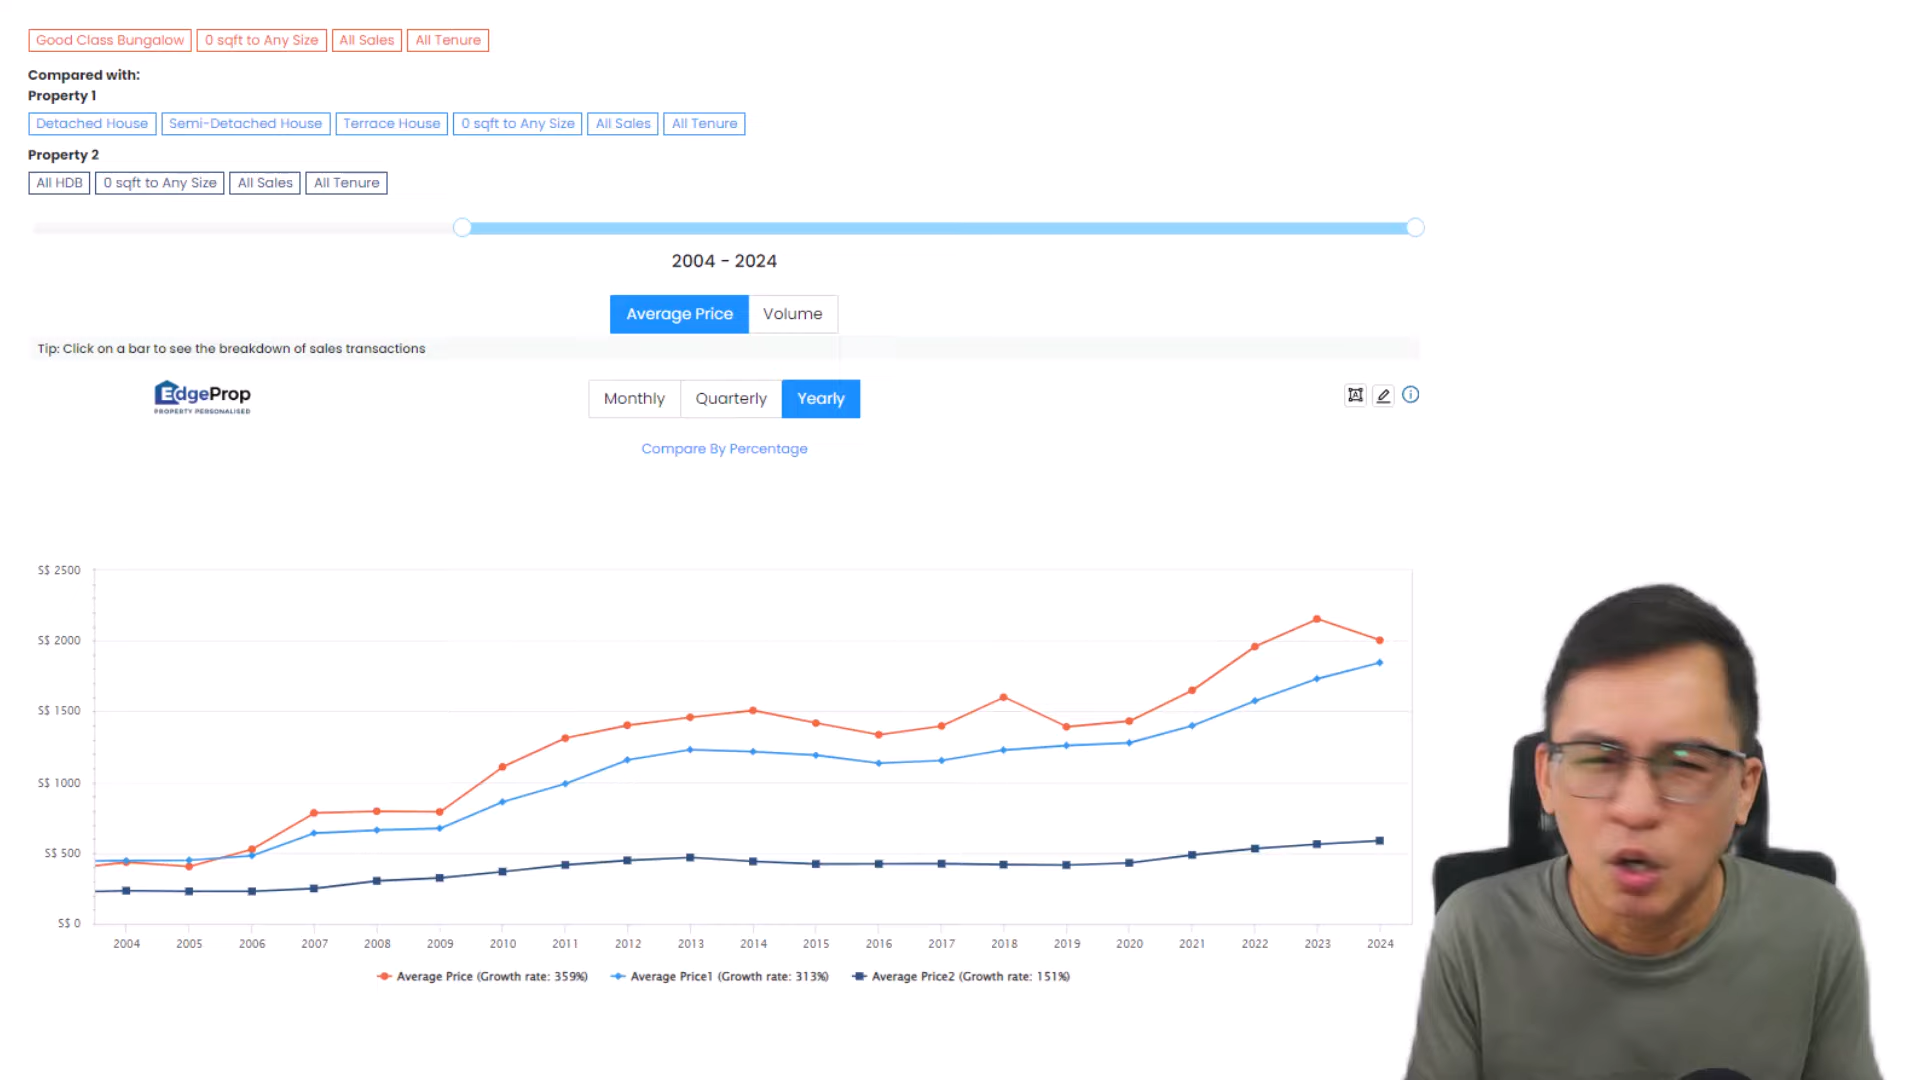 Good Class Bungalow 0 sqft to Any Size All Sales All Tenure
Compared with:
Property 1
Detached House Semi-Detached House Terrace House 0 sqft to Any Size All Sales All Tenure
Property 2
All HDB 0 sqft to Any Size All Sales All Tenure
2004 - 2024
Average Price Volume
Tip: Click on a bar to see the breakdown of sales transactions
EdgeProp
PROPERTY PERSONALISED
Monthly Quarterly Yearly
Compare By Percentage
S$ 2500
S$ 2000
S$ 1500
S$ 1000
S$ 500
S$ 0
2004 2005 2006 2007 2008 2009 2010 2011 2012 2013 2014 2015 2016 2017 2018 2019 2020 2021 2022 2023 2024
Average Price (Growth rate: 359%) Average Price1 (Growth rate: 313%) Average Price2 (Growth rate: 151%)